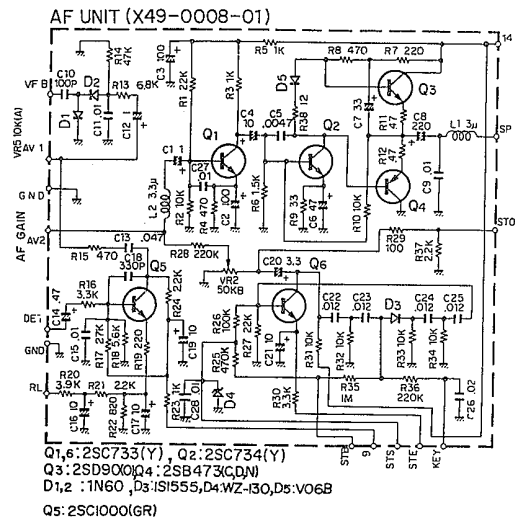 AF UNIT (X49-0008-01)
14
R14 47K
C3 100
R5 1K
R8 470
R7 220
VFB
C10 100P
D2
R13 6.8K
R1 22K
R3 1K
D5
Q3
D1
C11 .01
C12 1
C4 10
C5 .0047
R38 12
C7 33
R11 .47
C8 220
L1 3.3μ
SP
VR5 10K(A)
AV 1
Q1
Q2
R12 .47
C1 1
C27 .01
Q4
C9 .01
GND
L2 3.3μ
R2 10K
R4 470
C2 100
R6 1.5K
R9 33
C6 47
R10 10K
STO
AF GAIN
AV2
C13 .047
R15 470
R28 220K
R29 100
R37 2.2K
C18 330P
Q5
R24 22K
VR2 50KB
C20 3.3
Q6
R16 3.3K
C22 .012
C23 .012
D3
C24 .012
C25 .012
DET
C14 .47
C15 .01
R17 27K
R18 5.6K
R19 220
C19 10
R26 100K
R27 22K
C21 10
R31 10K
R32 10K
R33 10K
R34 10K
GND
R25 470K
R35 1M
R36 220K
C26 .02
RL
R20 3.9K
R21 22K
C16 10
R22 820
C17 10
R23 1K
C28 .01
D4
R30 3.3K
STB
9
STS
STE
KEY
Q1,6:2SC733(Y), Q2:2SC734(Y)
Q3:2SD90(O),Q4:2SB473(C,D,N)
D1,2 :1N60 ,D3:1S1555,D4:WZ-130,D5:V06B
Q5: 2SC1000(GR)